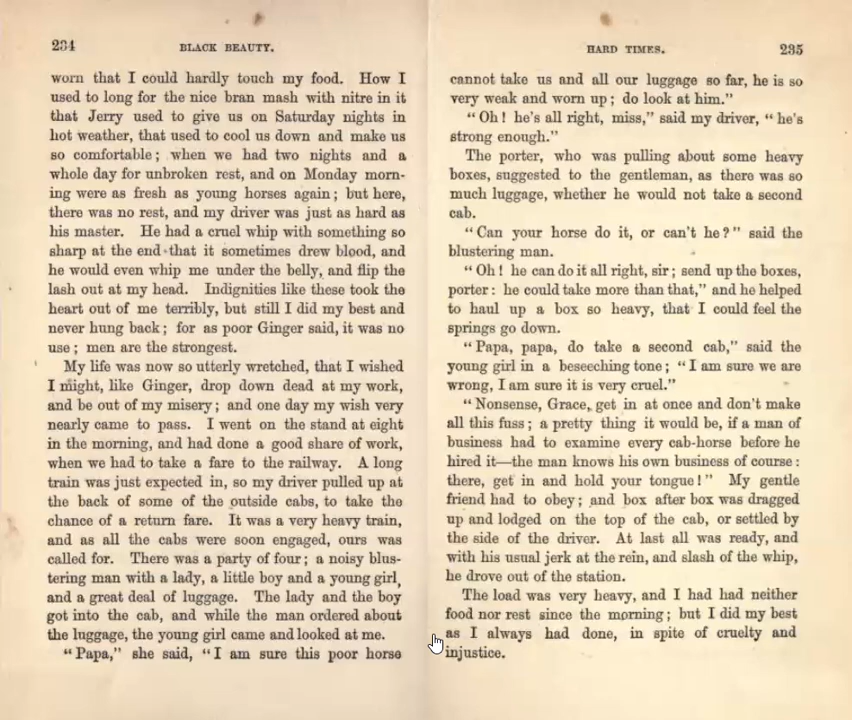 234
BLACK BEAUTY.
worn that I could hardly touch my food. How I
used to long for the nice bran mash with nitre in it
that Jerry used to give us on Saturday nights in
hot weather, that used to cool us down and make us
so comfortable; when we had two nights and a
whole day for unbroken rest, and on Monday morn-
ing were as fresh as young horses again; but here,
there was no rest, and my driver was just as hard as
his master. He had a cruel whip with something so
sharp at the end that it sometimes drew blood, and
he would even whip me under the belly, and flip the
lash out at my head. Indignities like these took the
heart out of me terribly, but still I did my best and
never hung back; for as poor Ginger said, it was no
use; men are the strongest.
My life was now so utterly wretched, that I wished
I might, like Ginger, drop down dead at my work,
and be out of my misery; and one day my wish very
nearly came to pass. I went on the stand at eight
in the morning, and had done a good share of work,
when we had to take a fare to the railway. A long
train was just expected in, so my driver pulled up at
the back of some of the outside cabs, to take the
chance of a return fare. It was a very heavy train,
and as all the cabs were soon engaged, ours was
called for. There was a party of four; a noisy blus-
tering man with a lady, a little boy and a young girl,
and a great deal of luggage. The lady and the boy
got into the cab, and while the man ordered about
the luggage, the young girl came and looked at me.
"Papa," she said, "I am sure this poor horse
HARD TIMES.
235
cannot take us and all our luggage so far, he is so
very weak and worn up; do look at him."
"Oh! he's all right, miss," said my driver, "he's
strong enough."
The porter, who was pulling about some heavy
boxes, suggested to the gentleman, as there was so
much luggage, whether he would not take a second
cab.
"Can your horse do it, or can't he?" said the
blustering man.
"Oh! he can do it all right, sir; send up the boxes,
porter: he could take more than that," and he helped
to haul up a box so heavy, that I could feel the
springs go down.
"Papa, papa, do take a second cab," said the
young girl in a beseeching tone; "I am sure we are
wrong, I am sure it is very cruel."
"Nonsense, Grace, get in at once and don't make
all this fuss; a pretty thing it would be, if a man of
business had to examine every cab-horse before he
hired it—the man knows his own business of course:
there, get in and hold your tongue!" My gentle
friend had to obey; and box after box was dragged
up and lodged on the top of the cab, or settled by
the side of the driver. At last all was ready, and
with his usual jerk at the rein, and slash of the whip,
he drove out of the station.
The load was very heavy, and I had had neither
food nor rest since the morning; but I did my best
as I always had done, in spite of cruelty and
injustice.